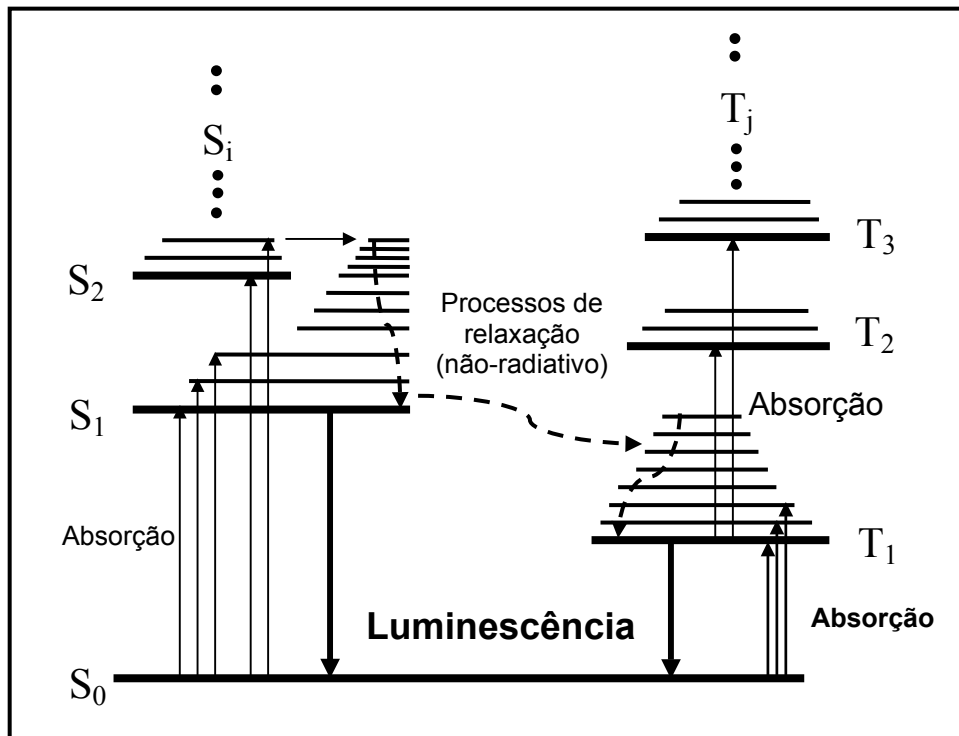 S₂
S₁
S₀
Sᵢ
Absorção
Processos de
relaxação
(não-radiativo)
Luminescência
Tⱼ
T₃
T₂
Absorção
T₁
Absorção